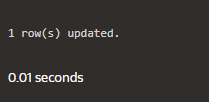 1 row(s) updated.
0.01 seconds